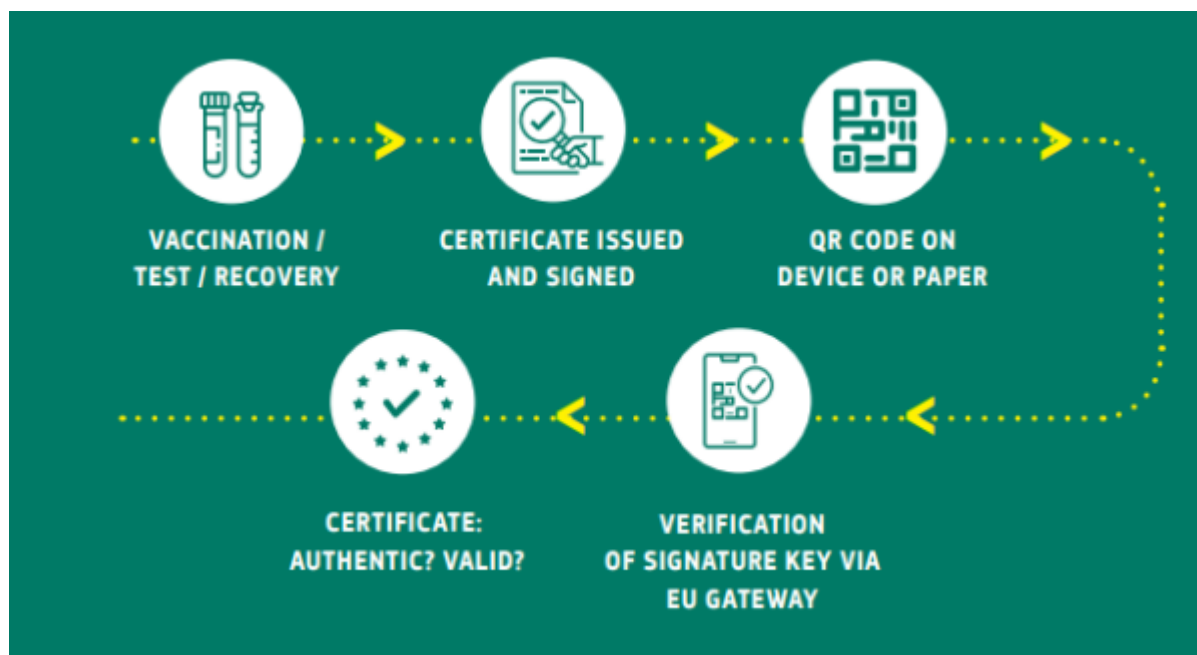 VACCINATION /
TEST / RECOVERY
CERTIFICATE ISSUED
AND SIGNED
QR CODE ON
DEVICE OR PAPER
VERIFICATION
OF SIGNATURE KEY VIA
EU GATEWAY
CERTIFICATE:
AUTHENTIC? VALID?